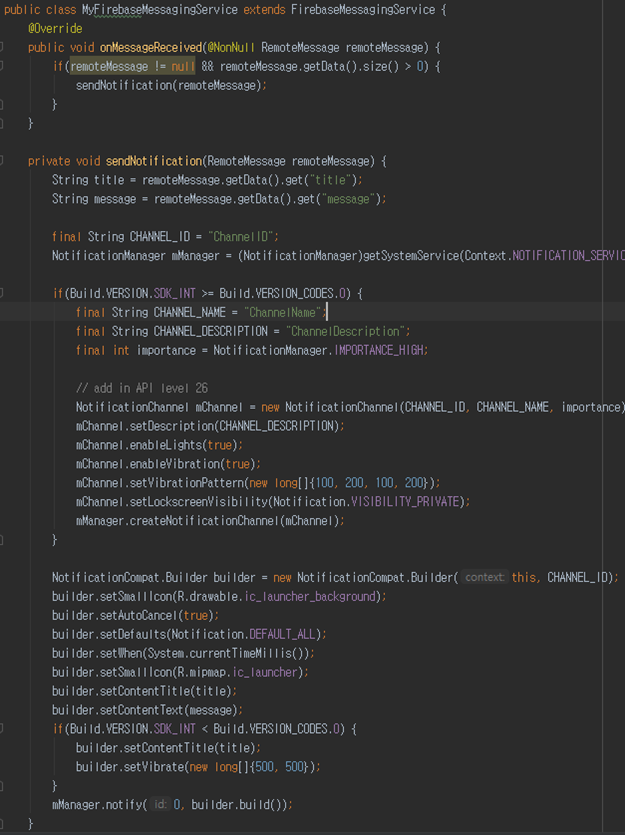 public class MyFirebaseMessagingService extends FirebaseMessagingService {
    @Override
    public void onMessageReceived(@NonNull RemoteMessage remoteMessage) {
        if(remoteMessage != null && remoteMessage.getData().size() > 0) {
            sendNotification(remoteMessage);
        }
    }

    private void sendNotification(RemoteMessage remoteMessage) {
        String title = remoteMessage.getData().get("title");
        String message = remoteMessage.getData().get("message");

        final String CHANNEL_ID = "ChannelID";
        NotificationManager mManager = (NotificationManager)getSystemService(Context.NOTIFICATION_SERVIC

        if(Build.VERSION.SDK_INT >= Build.VERSION_CODES.O) {
            final String CHANNEL_NAME = "ChannelName";
            final String CHANNEL_DESCRIPTION = "ChannelDescription";
            final int importance = NotificationManager.IMPORTANCE_HIGH;

            // add in API level 26
            NotificationChannel mChannel = new NotificationChannel(CHANNEL_ID, CHANNEL_NAME, importance)
            mChannel.setDescription(CHANNEL_DESCRIPTION);
            mChannel.enableLights(true);
            mChannel.enableVibration(true);
            mChannel.setVibrationPattern(new long[]{100, 200, 100, 200});
            mChannel.setLockscreenVisibility(Notification.VISIBILITY_PRIVATE);
            mManager.createNotificationChannel(mChannel);
        }

        NotificationCompat.Builder builder = new NotificationCompat.Builder( context: this, CHANNEL_ID);
        builder.setSmallIcon(R.drawable.ic_launcher_background);
        builder.setAutoCancel(true);
        builder.setDefaults(Notification.DEFAULT_ALL);
        builder.setWhen(System.currentTimeMillis());
        builder.setSmallIcon(R.mipmap.ic_launcher);
        builder.setContentTitle(title);
        builder.setContentText(message);
        if(Build.VERSION.SDK_INT < Build.VERSION_CODES.O) {
            builder.setContentTitle(title);
            builder.setVibrate(new long[]{500, 500});
        }
        mManager.notify( id: 0, builder.build());
    }